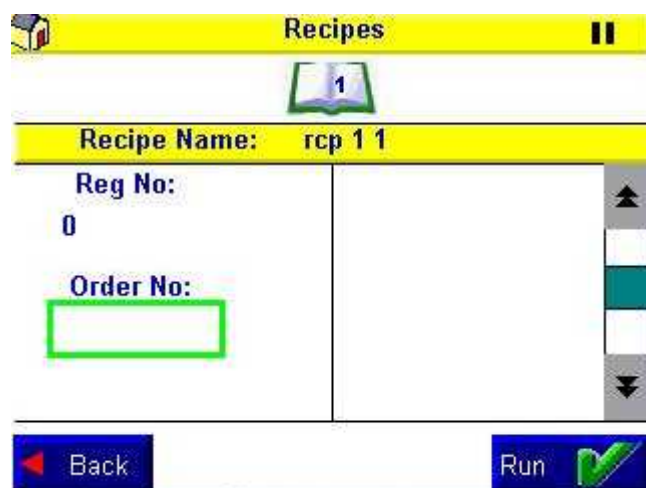 Recipes
1
Recipe Name: rcp 1 1
Reg No:
0
Order No:
Back
Run